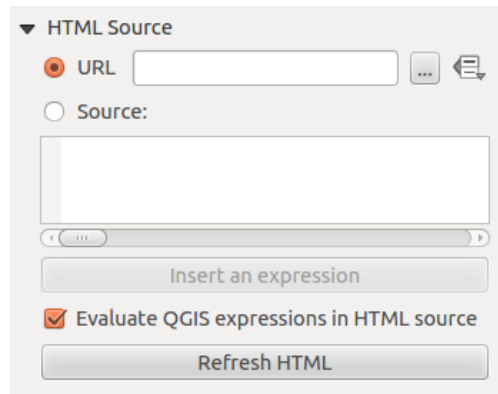 HTML Source
URL
...
Source:
Insert an expression
Evaluate QGIS expressions in HTML source
Refresh HTML